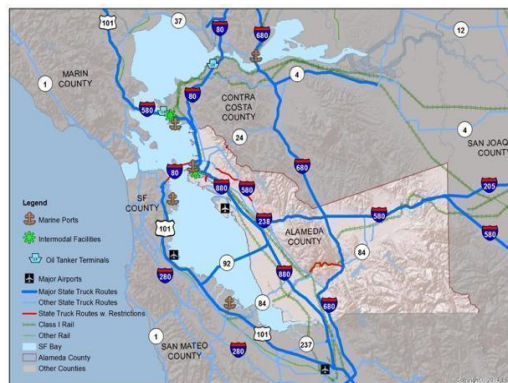 37
80
680
12
101
MARIN
COUNTY
1
4
80
CONTRA
COSTA
COUNTY
580
4
24
SAN JOAQ
COUNTY
680
80
880
580
205
SF
COUNTY
238
580
ALAMEDA
COUNTY
580
101
84
92
880
280
84
680
1
101
237
SAN MATEO
COUNTY
280
Legend
Marine Ports
Intermodal Facilities
Oil Tanker Terminals
Major Airports
Major State Truck Routes
Other State Truck Routes
State Truck Routes w. Restrictions
Class I Rail
Other Rail
SF Bay
Alameda County
Other Counties